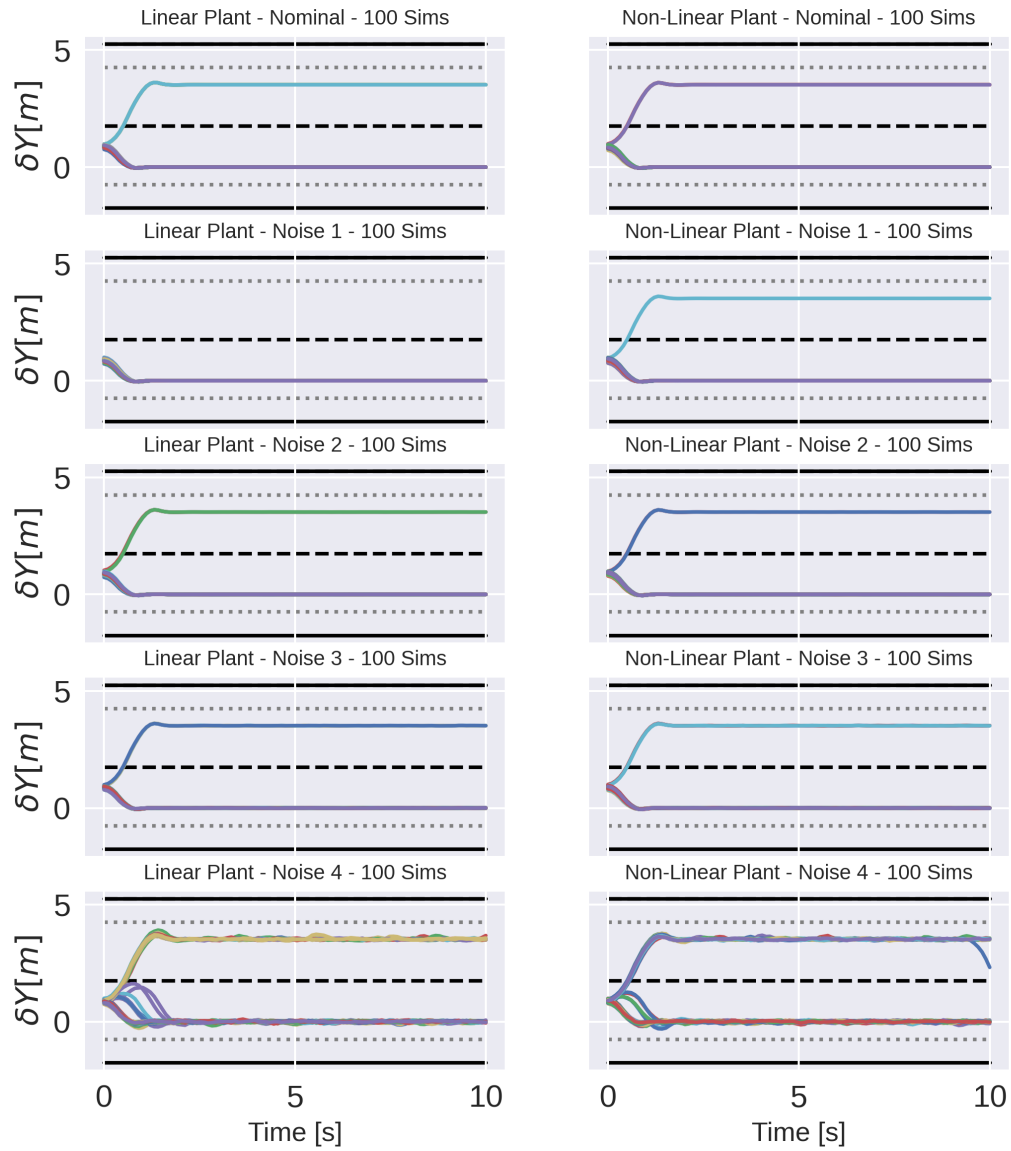 Linear Plant - Nominal - 100 Sims
Non-Linear Plant - Nominal - 100 Sims
5
0
δY[m]
Linear Plant - Noise 1 - 100 Sims
Non-Linear Plant - Noise 1 - 100 Sims
5
0
δY[m]
Linear Plant - Noise 2 - 100 Sims
Non-Linear Plant - Noise 2 - 100 Sims
5
0
δY[m]
Linear Plant - Noise 3 - 100 Sims
Non-Linear Plant - Noise 3 - 100 Sims
5
0
δY[m]
Linear Plant - Noise 4 - 100 Sims
Non-Linear Plant - Noise 4 - 100 Sims
5
0
δY[m]
0 5 10
0 5 10
Time [s]
Time [s]